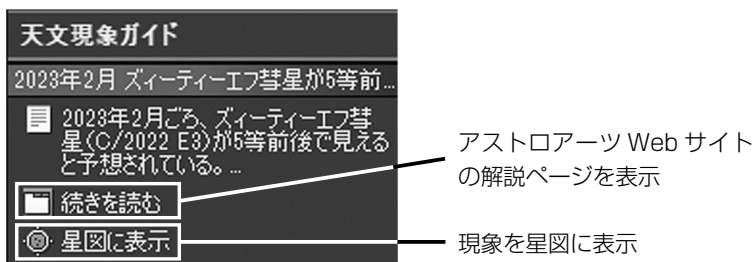 天文現象ガイド
2023年2月 ズィーティーエフ彗星が5等前...
2023年2月ごろ、ズィーティーエフ彗
星(C/2022 E3)が5等前後で見える
と予想されている。...
続きを読む
星図に表示
アストロアーツ Web サイト
の解説ページを表示
現象を星図に表示